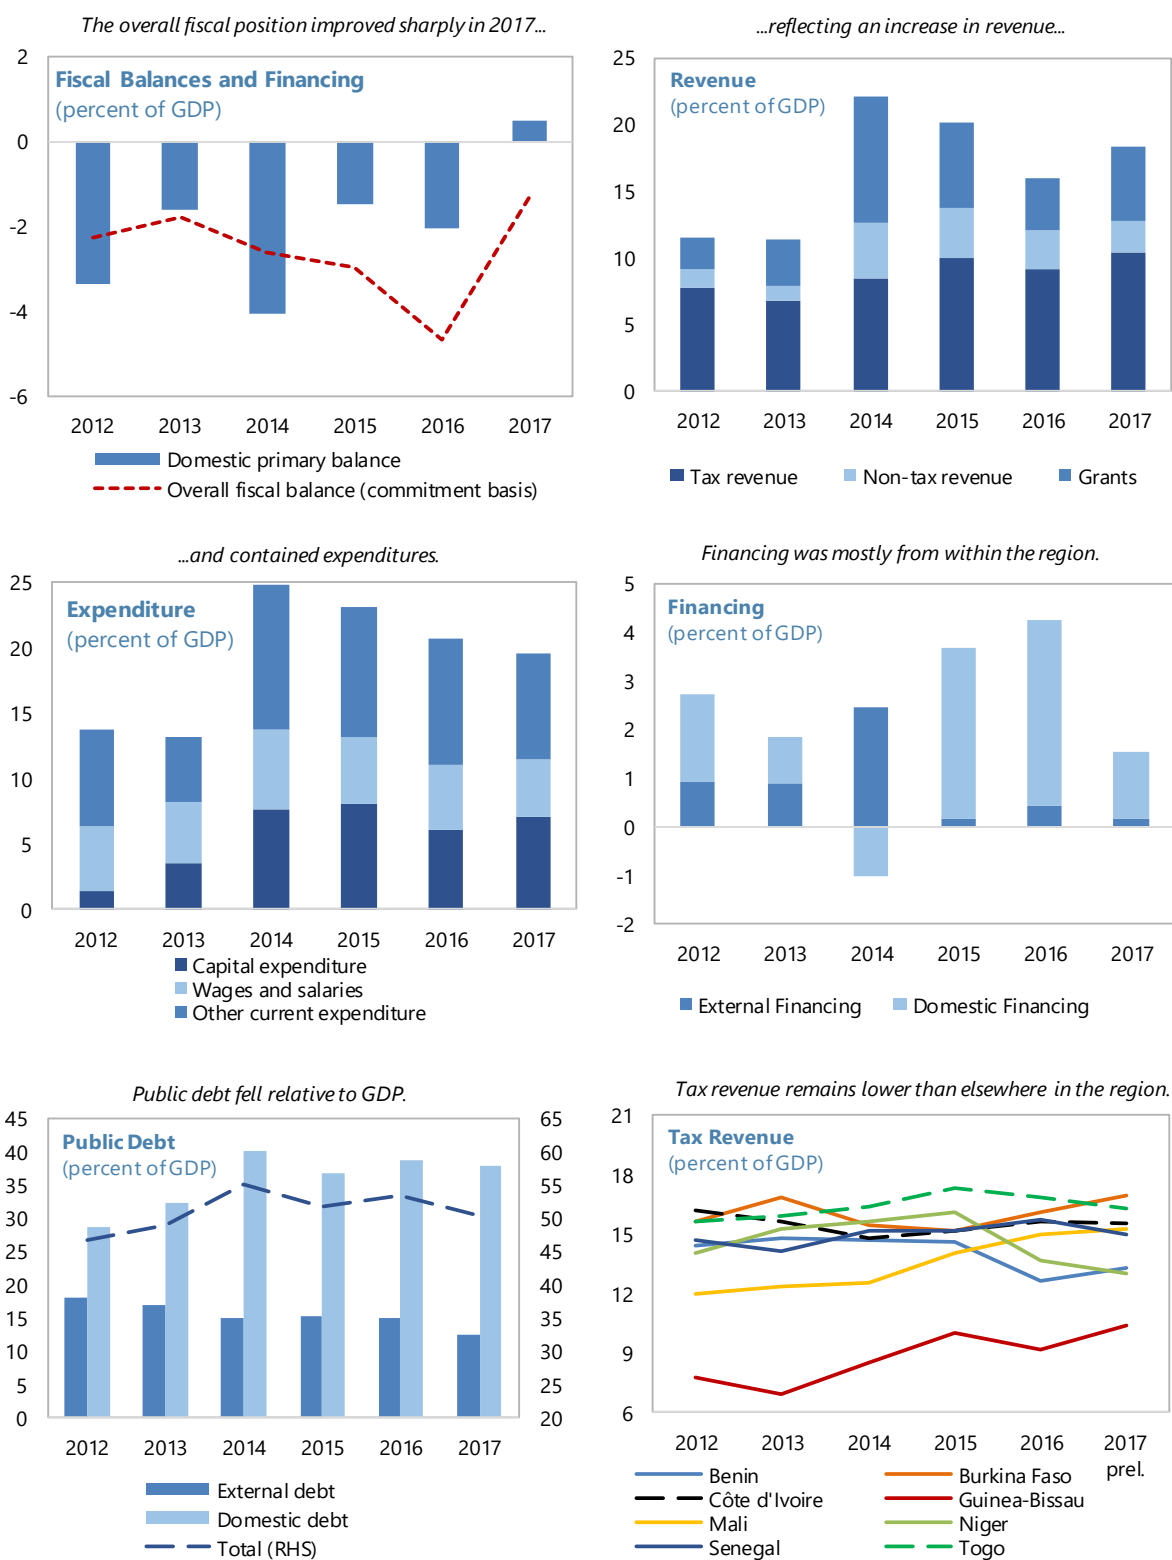 The overall fiscal position improved sharply in 2017...
2
Fiscal Balances and Financing
(percent of GDP)
0
-2
-4
-6
2012 2013 2014 2015 2016 2017
Domestic primary balance
Overall fiscal balance (commitment basis)
...reflecting an increase in revenue...
25
Revenue
(percent of GDP)
20
15
10
5
0
2012 2013 2014 2015 2016 2017
Tax revenue Non-tax revenue Grants
...and contained expenditures.
25
Expenditure
(percent of GDP)
20
15
10
5
0
2012 2013 2014 2015 2016 2017
Capital expenditure
Wages and salaries
Other current expenditure
Financing was mostly from within the region.
5
Financing
(percent of GDP)
4
3
2
1
0
-1
-2
2012 2013 2014 2015 2016 2017
External Financing Domestic Financing
Public debt fell relative to GDP.
45 65
Public Debt
(percent of GDP)
40 60
35 55
30 50
25 45
20 40
15 35
10 30
5 25
0 20
2012 2013 2014 2015 2016 2017
External debt
Domestic debt
Total (RHS)
Tax revenue remains lower than elsewhere in the region.
21
Tax Revenue
(percent of GDP)
18
15
12
9
6
2012 2013 2014 2015 2016 2017
prel.
Benin Burkina Faso
Côte d'Ivoire Guinea-Bissau
Mali Niger
Senegal Togo